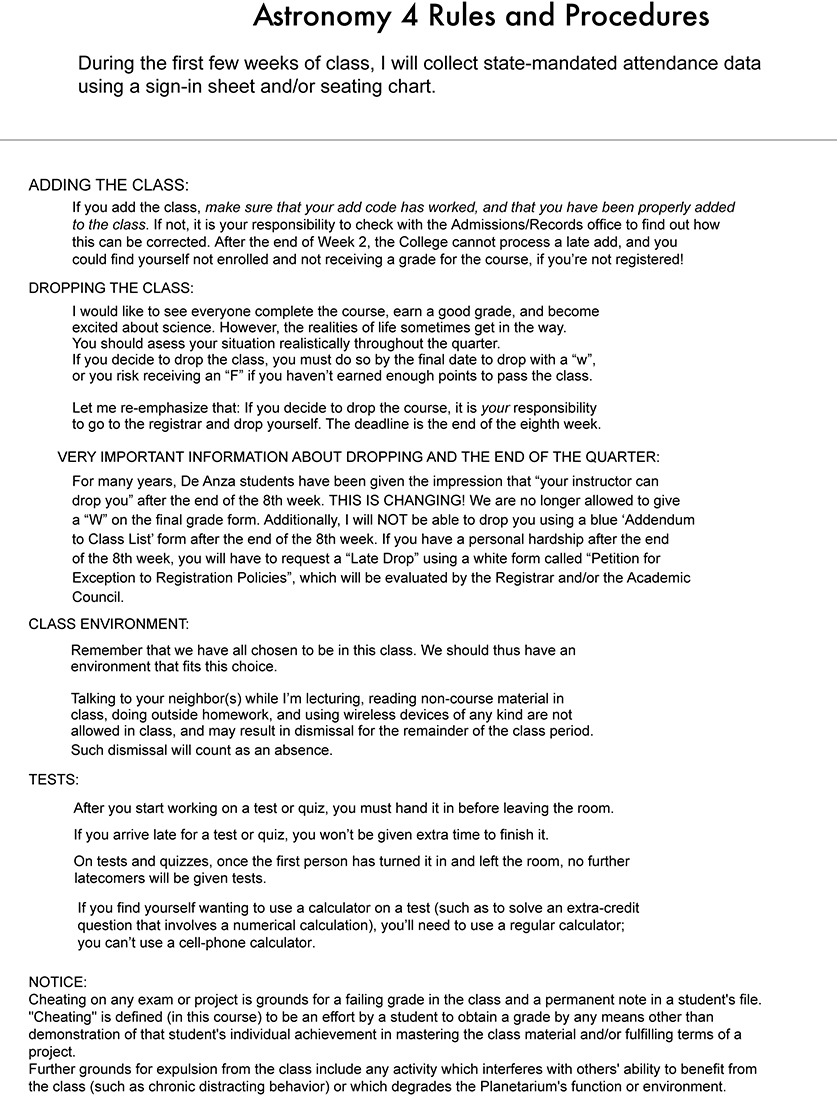 Astronomy 4 Rules and Procedures
During the first few weeks of class, I will collect state-mandated attendance data
using a sign-in sheet and/or seating chart.
ADDING THE CLASS:
If you add the class, make sure that your add code has worked, and that you have been properly added
to the class. If not, it is your responsibility to check with the Admissions/Records office to find out how
this can be corrected. After the end of Week 2, the College cannot process a late add, and you
could find yourself not enrolled and not receiving a grade for the course, if you’re not registered!
DROPPING THE CLASS:
I would like to see everyone complete the course, earn a good grade, and become
excited about science. However, the realities of life sometimes get in the way.
You should asess your situation realistically throughout the quarter.
If you decide to drop the class, you must do so by the final date to drop with a “w”,
or you risk receiving an “F” if you haven’t earned enough points to pass the class.
Let me re-emphasize that: If you decide to drop the course, it is your responsibility
to go to the registrar and drop yourself. The deadline is the end of the eighth week.
VERY IMPORTANT INFORMATION ABOUT DROPPING AND THE END OF THE QUARTER:
For many years, De Anza students have been given the impression that “your instructor can
drop you” after the end of the 8th week. THIS IS CHANGING! We are no longer allowed to give
a “W” on the final grade form. Additionally, I will NOT be able to drop you using a blue ‘Addendum
to Class List’ form after the end of the 8th week. If you have a personal hardship after the end
of the 8th week, you will have to request a “Late Drop” using a white form called “Petition for
Exception to Registration Policies”, which will be evaluated by the Registrar and/or the Academic
Council.
CLASS ENVIRONMENT:
Remember that we have all chosen to be in this class. We should thus have an
environment that fits this choice.
Talking to your neighbor(s) while I’m lecturing, reading non-course material in
class, doing outside homework, and using wireless devices of any kind are not
allowed in class, and may result in dismissal for the remainder of the class period.
Such dismissal will count as an absence.
TESTS:
After you start working on a test or quiz, you must hand it in before leaving the room.
If you arrive late for a test or quiz, you won’t be given extra time to finish it.
On tests and quizzes, once the first person has turned it in and left the room, no further
latecomers will be given tests.
If you find yourself wanting to use a calculator on a test (such as to solve an extra-credit
question that involves a numerical calculation), you’ll need to use a regular calculator;
you can’t use a cell-phone calculator.
NOTICE:
Cheating on any exam or project is grounds for a failing grade in the class and a permanent note in a student's file.
"Cheating" is defined (in this course) to be an effort by a student to obtain a grade by any means other than
demonstration of that student's individual achievement in mastering the class material and/or fulfilling terms of a
project.
Further grounds for expulsion from the class include any activity which interferes with others' ability to benefit from
the class (such as chronic distracting behavior) or which degrades the Planetarium's function or environment.